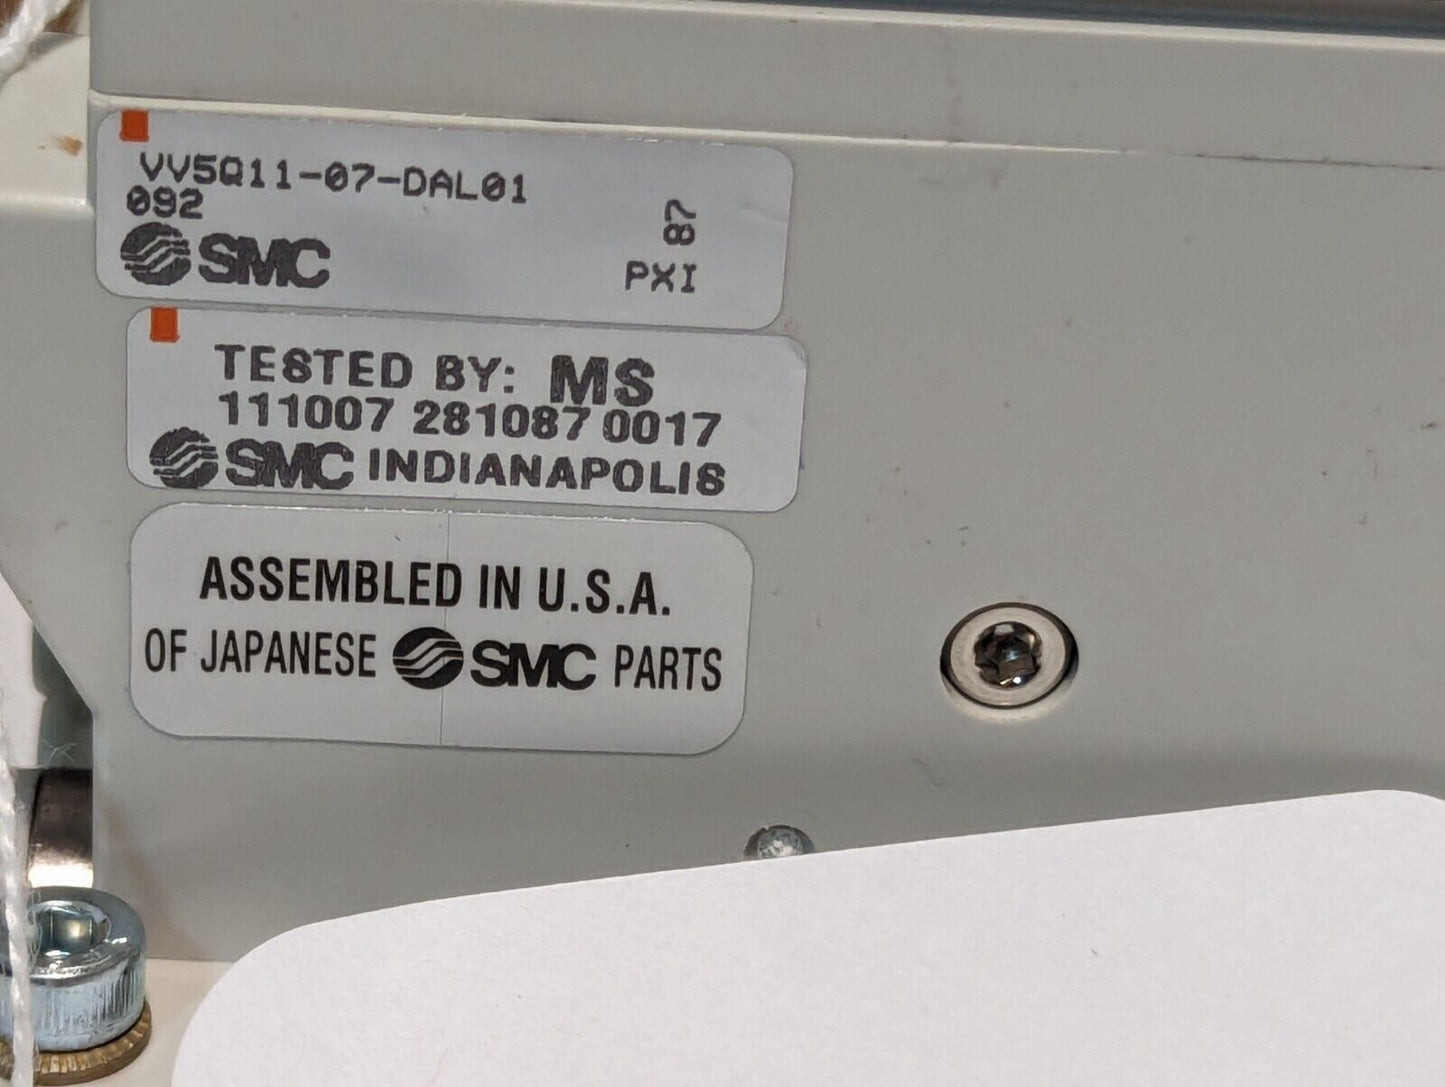 VV5Q11-07-DAL01
092
87
SMC
PXI
TESTED BY: MS
111007 281087 0017
SMC INDIANAPOLIS
ASSEMBLED IN U.S.A.
OF JAPANESE SMC PARTS